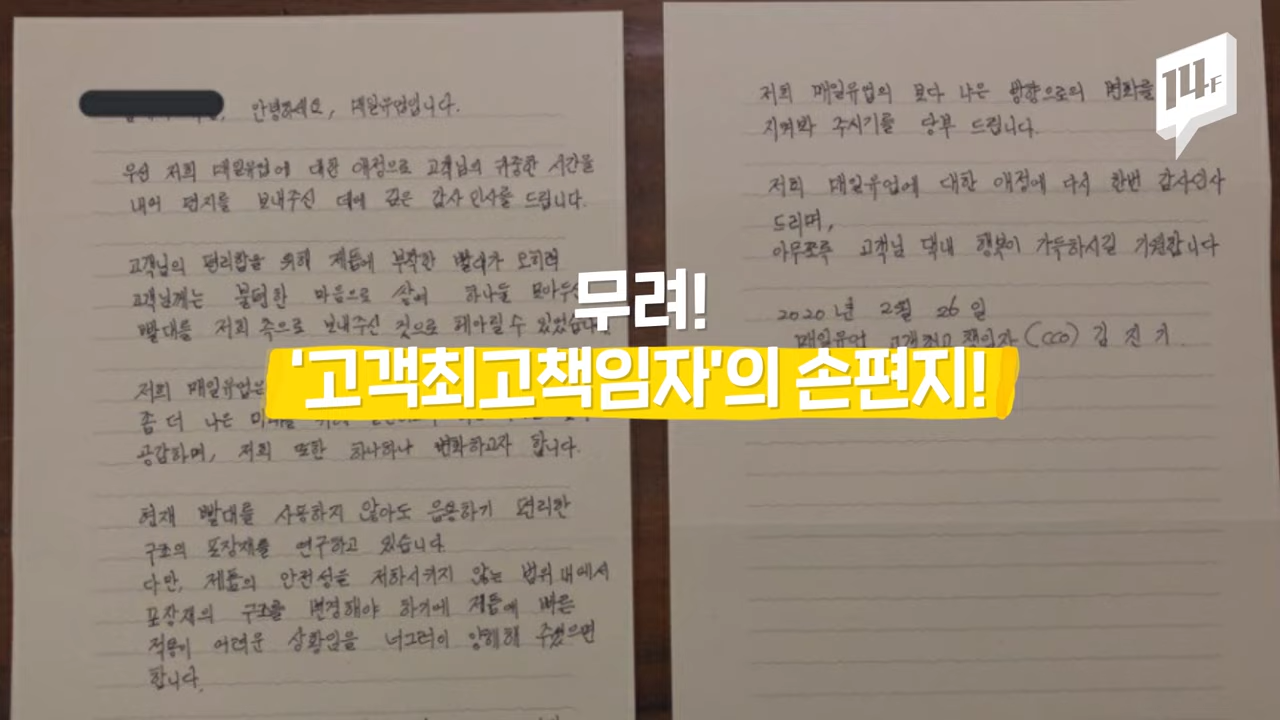 안녕하세요, 매일유업입니다.
우선 저희 매일유업에 대한 애정으로 고객님의 귀중한 시간을
내어 편지를 보내주신 데에 깊은 감사 인사를 드립니다.
고객님의 편리함을 위해 제품에 부착한 빨대가 오히려
고객님께는 불편한 마음으로 쌓여 하나둘 모아두신
빨대를 저희 쪽으로 보내주신 것으로 헤아릴 수 있었습니다
저희 매일유업은
좀 더 나은
공감하며, 저희 또한 하나하나 변화하고자 합니다.
현재 빨대를 사용하지 않아도 음용하기 편리한
구조의 포장재를 연구하고 있습니다
다만, 제품의 안전성을 저하시키지 않는 범위 내에서
포장재의 구조를 변경해야 하기에 제품에 빠른
적용이 어려운 상황임을 너그러이 양해해 주셨으면
합니다.
저희 매일유업의 보다 나은 방향으로의 변화를
지켜봐 주시기를 당부 드립니다.
저희 매일유업에 대한 애정에 다시 한번 감사인사
드리며,
아무쪼록 고객님 댁내 행복이 가득하시길 기원합니다
2020년 2월 26일
매일유업 고객최고책임자(CCO) 김진기.
무려!
'고객최고책임자'의 손편지!
14F